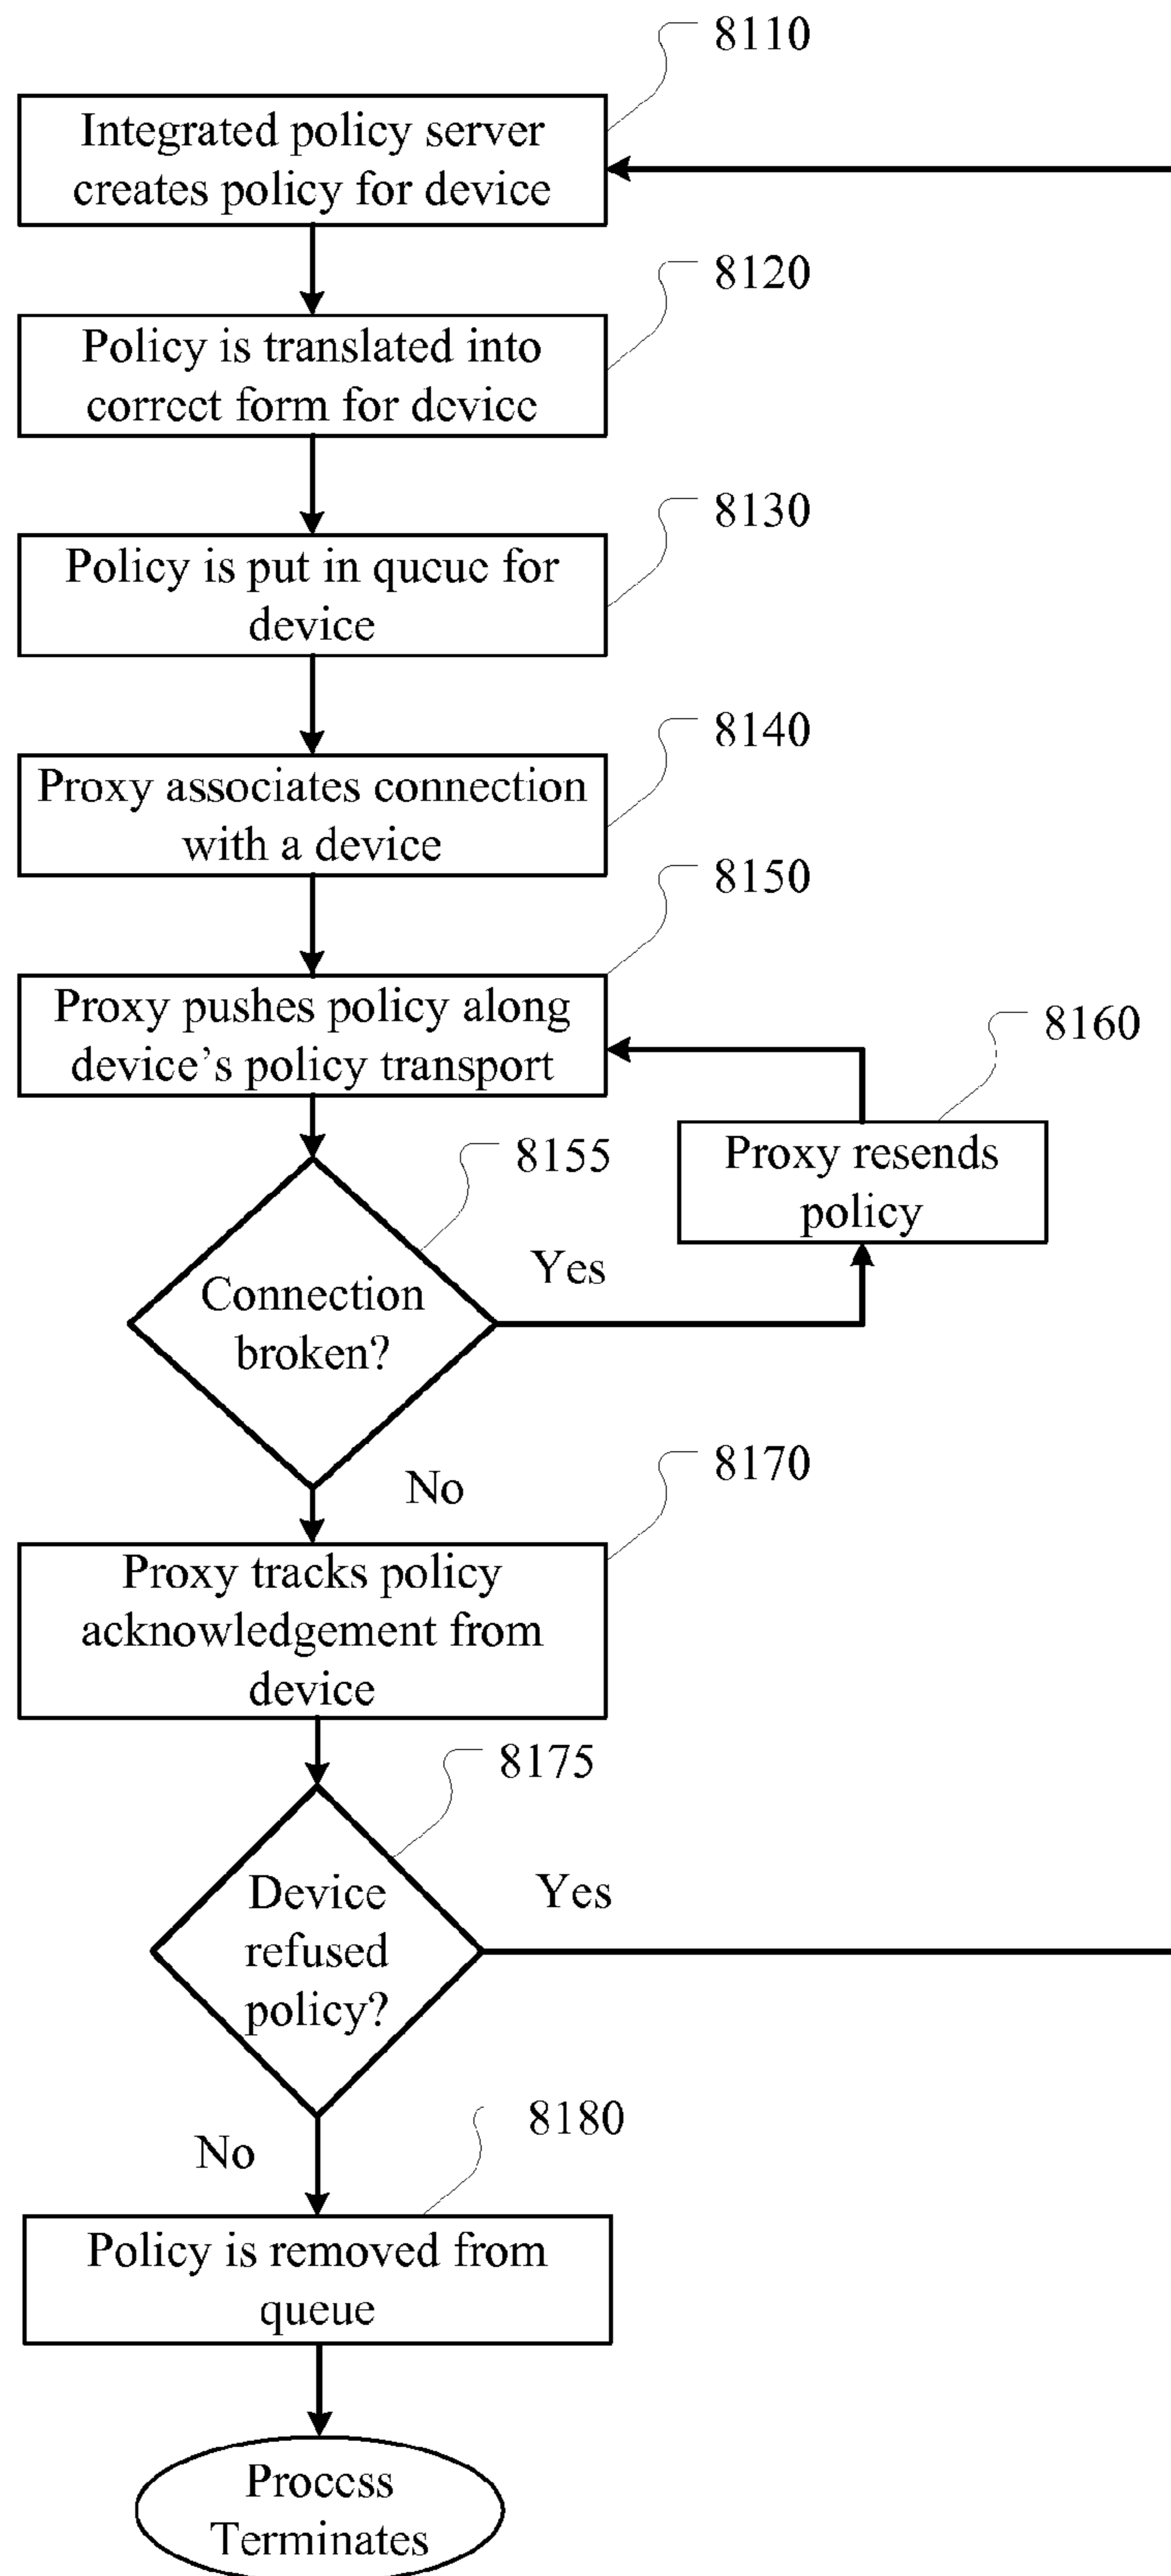 8110
Integrated policy server
creates policy for device
8120
Policy is translated into
correct form for device
8130
Policy is put in queue for
device
8140
Proxy associates connection
with a device
8150
Proxy pushes policy along
device's policy transport
8160
Proxy resends
policy
8155
Connection
broken?
Yes
No
8170
Proxy tracks policy
acknowledgement from
device
8175
Device
refused
policy?
Yes
No
8180
Policy is removed from
queue
Process
Terminates